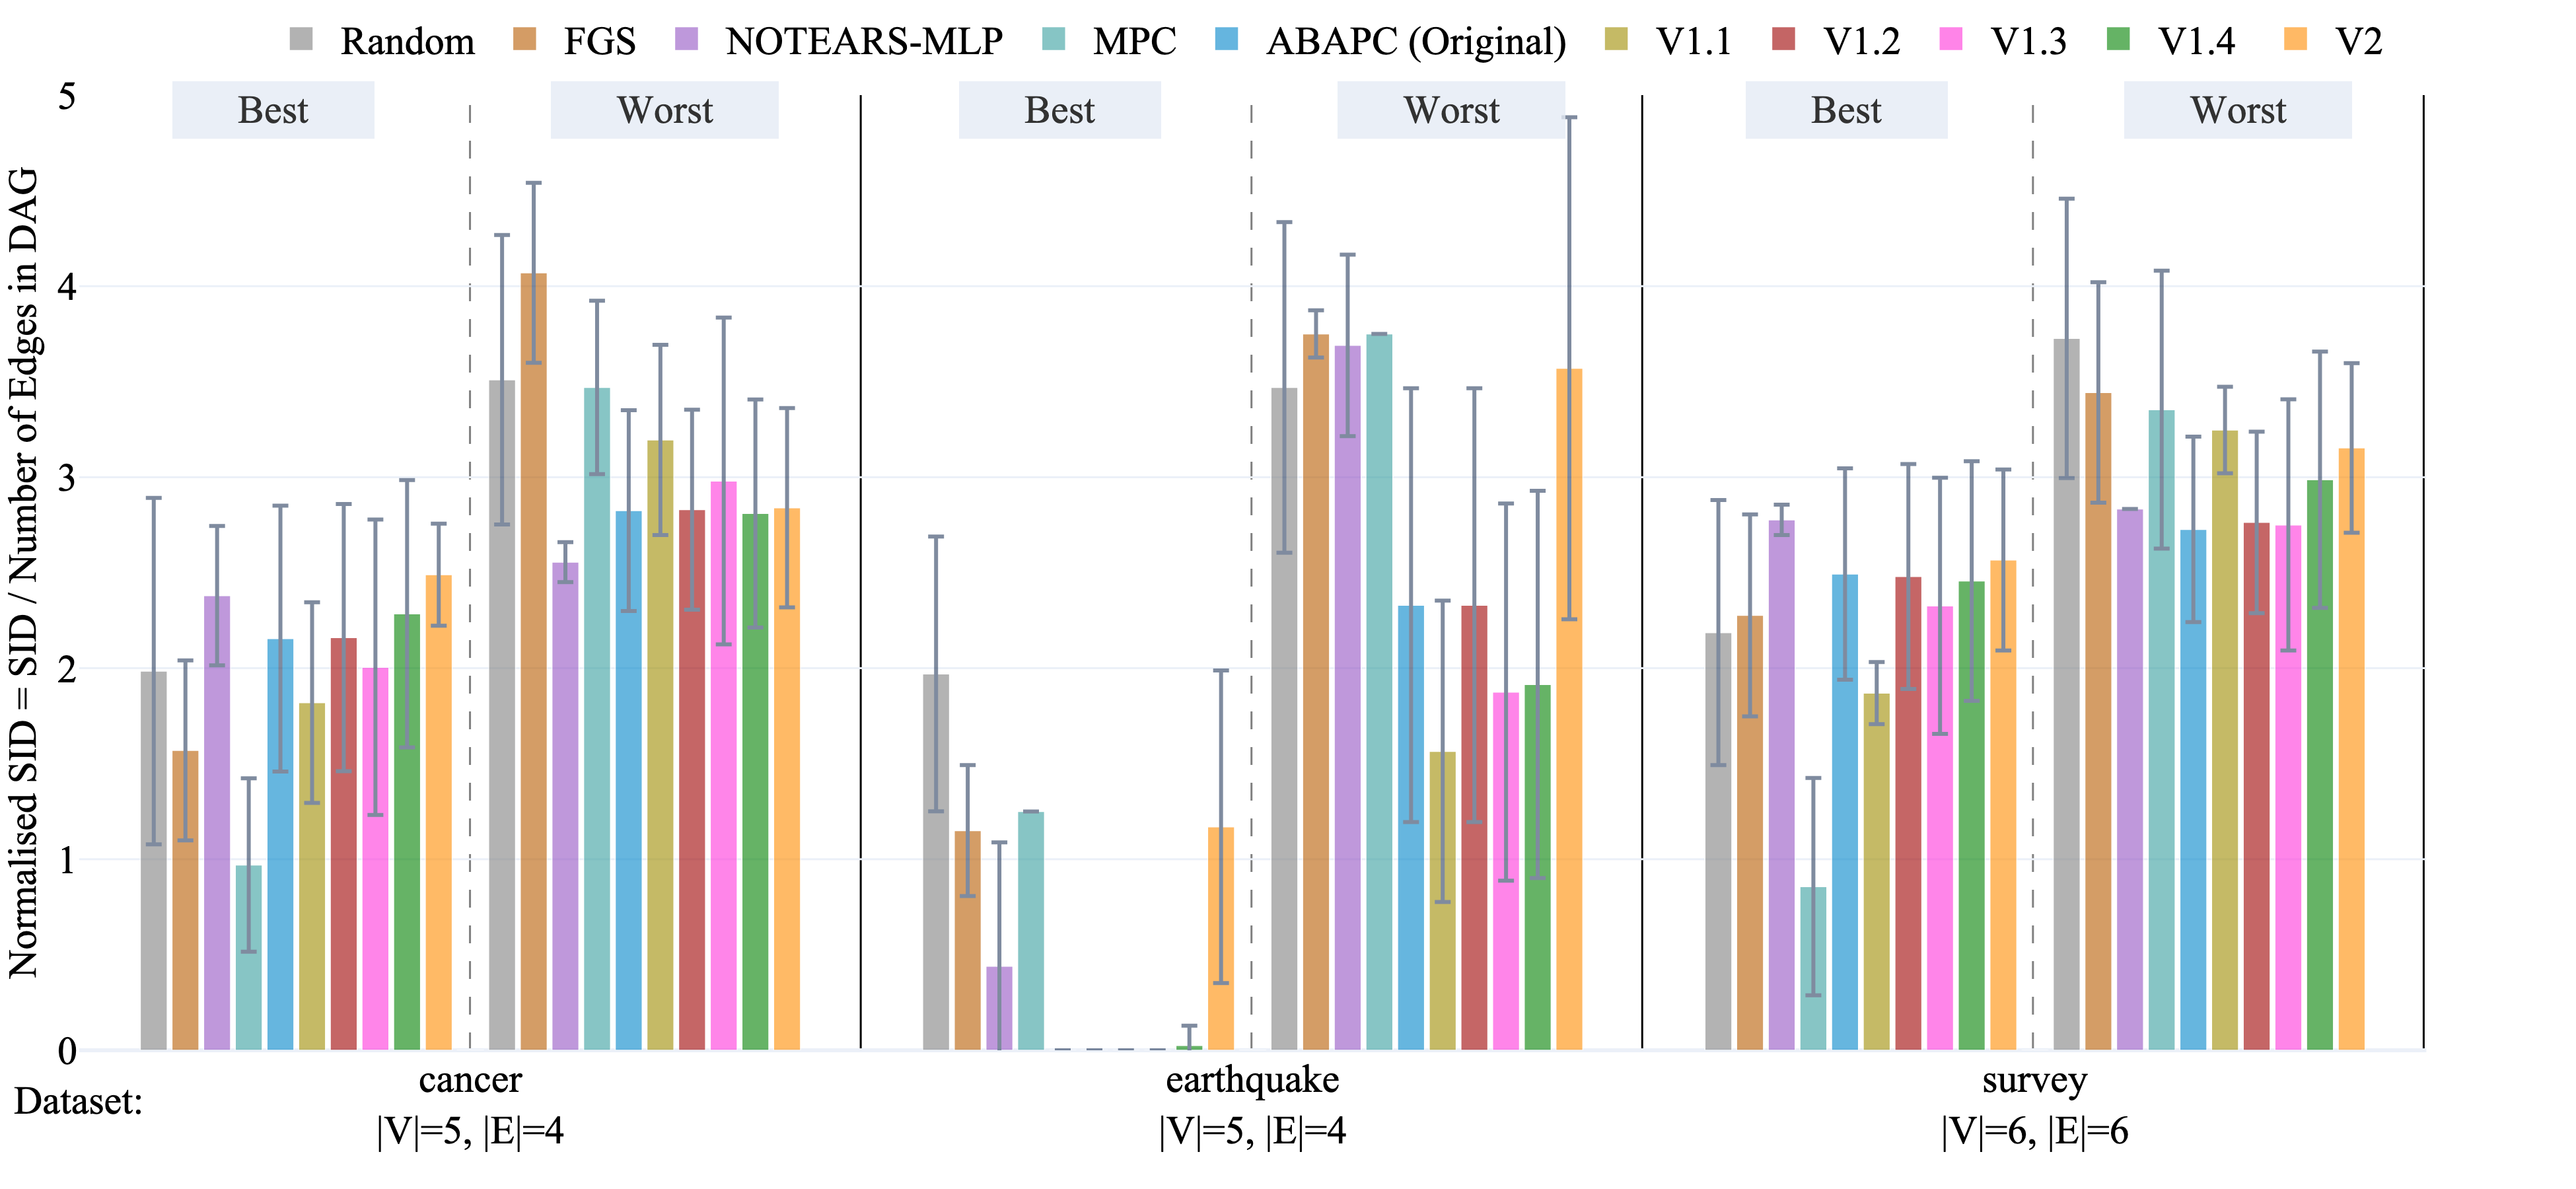 Random FGS NOTEARS-MLP MPC ABAPC (Original) V1.1 V1.2 V1.3 V1.4 V2
Best Worst Best Worst Best Worst
Normalised SID = SID / Number of Edges in DAG
5
4
3
2
1
0
Dataset:
cancer earthquake survey
|V|=5, |E|=4 |V|=5, |E|=4 |V|=6, |E|=6